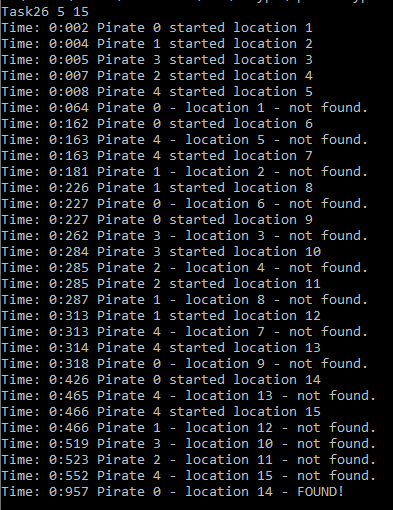 Task26 5 15
Time: 0:002 Pirate 0 started location 1
Time: 0:004 Pirate 1 started location 2
Time: 0:005 Pirate 3 started location 3
Time: 0:007 Pirate 2 started location 4
Time: 0:008 Pirate 4 started location 5
Time: 0:064 Pirate 0 - location 1 - not found.
Time: 0:162 Pirate 0 started location 6
Time: 0:163 Pirate 4 - location 5 - not found.
Time: 0:163 Pirate 4 started location 7
Time: 0:181 Pirate 1 - location 2 - not found.
Time: 0:226 Pirate 1 started location 8
Time: 0:227 Pirate 0 - location 6 - not found.
Time: 0:227 Pirate 0 started location 9
Time: 0:262 Pirate 3 - location 3 - not found.
Time: 0:284 Pirate 3 started location 10
Time: 0:285 Pirate 2 - location 4 - not found.
Time: 0:285 Pirate 2 started location 11
Time: 0:287 Pirate 1 - location 8 - not found.
Time: 0:313 Pirate 1 started location 12
Time: 0:313 Pirate 4 - location 7 - not found.
Time: 0:314 Pirate 4 started location 13
Time: 0:318 Pirate 0 - location 9 - not found.
Time: 0:426 Pirate 0 started location 14
Time: 0:465 Pirate 4 - location 13 - not found.
Time: 0:466 Pirate 4 started location 15
Time: 0:466 Pirate 1 - location 12 - not found.
Time: 0:519 Pirate 3 - location 10 - not found.
Time: 0:523 Pirate 2 - location 11 - not found.
Time: 0:552 Pirate 4 - location 15 - not found.
Time: 0:957 Pirate 0 - location 14 - FOUND!